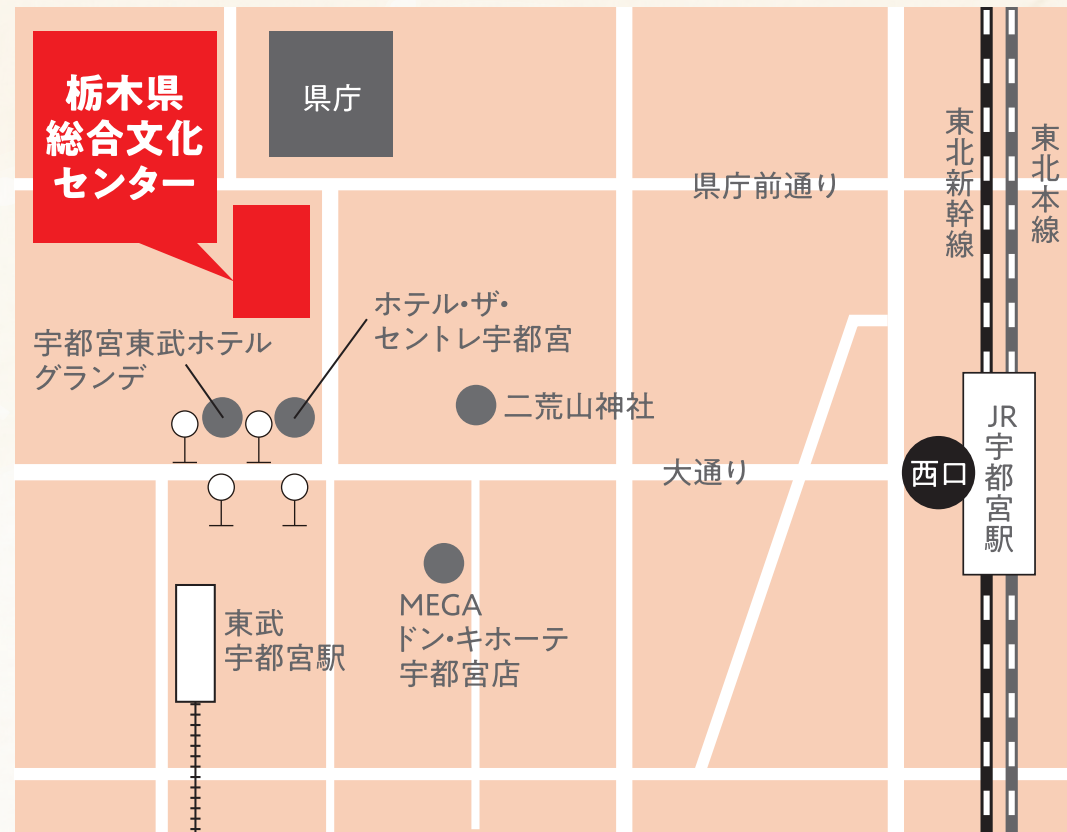 栃木県
総合文化
センター
県庁
県庁前通り
東北新幹線
東北本線
ホテル・ザ・
セントレ宇都宮
宇都宮東武ホテル
グランデ
二荒山神社
大通り
西口
JR宇都宮駅
MEGA
ドン・キホーテ
宇都宮店
東武
宇都宮駅